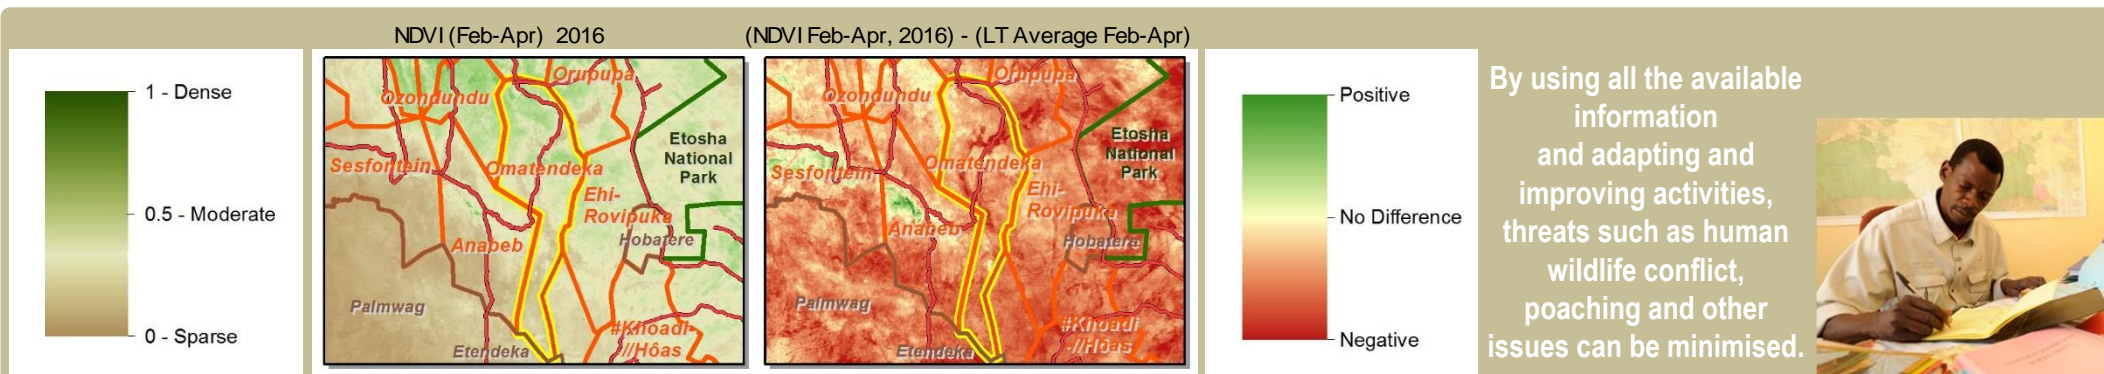 NDVI (Feb-Apr) 2016
(NDVI Feb-Apr, 2016) - (LT Average Feb-Apr)
1 - Dense
0.5 - Moderate
0 - Sparse
Orupupa
Ozondundu
Etosha
National
Park
Sesfontein
Omatendeka
Ehi-
Rovipuka
Anabeb
Hobatere
Palmwag
#Khoadi-
-//Hôas
Etendeka
Orupupa
Ozondundu
Etosha
National
Park
Omatendeka
Sesfontein
Ehi-
Rovipuka
Anabeb
Hobatere
Palmwag
#Khoadi
-//Hôas
Etendeka
Positive
No Difference
Negative
By using all the available
information
and adapting and
improving activities,
threats such as human
wildlife conflict,
poaching and other
issues can be minimised.